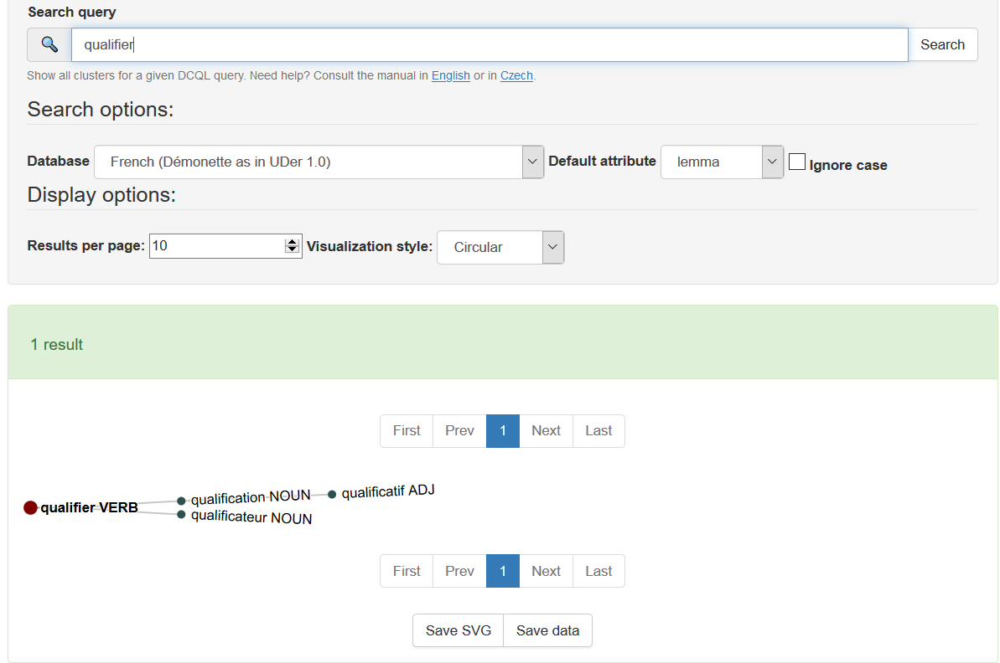 Search query
qualifier
Search
Show all clusters for a given DCQL query. Need help? Consult the manual in English or in Czech.
Search options:
Database French (Démonette as in UDer 1.0) Default attribute lemma Ignore case
Display options:
Results per page: 10 Visualization style: Circular
1 result
First Prev 1 Next Last
qualifier VERB
qualification NOUN
qualificatif ADJ
qualificateur NOUN
First Prev 1 Next Last
Save SVG Save data